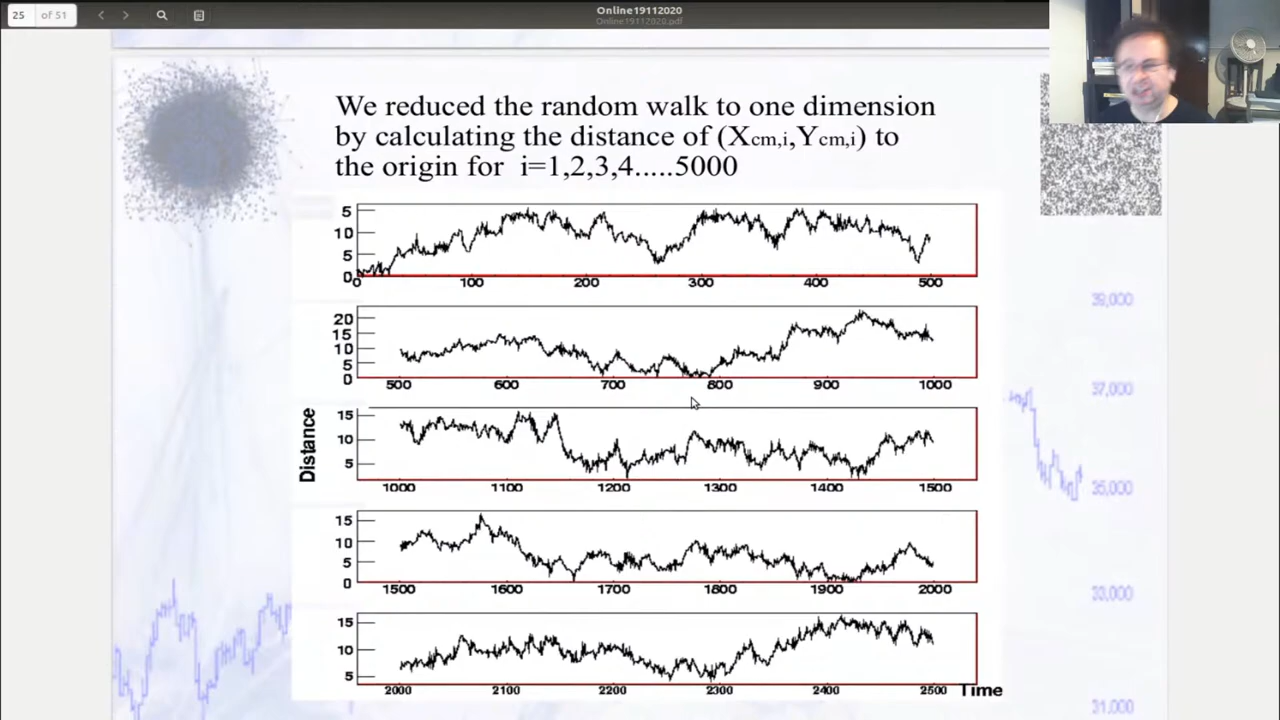 25 of 51
Online19112020
Online19112020.pdf
We reduced the random walk to one dimension
by calculating the distance of (Xcm,i,Ycm,i) to
the origin for i=1,2,3,4.....5000
5
10
5
0
0 100 200 300 400 500
20
15
10
5
0
500 600 700 800 900 1000
15
10
5
1000 1100 1200 1300 1400 1500
Distance
15
10
5
0
1500 1600 1700 1800 1900 2000
15
10
5
2000 2100 2200 2300 2400 2500 Time
39,000
37,000
35,000
33,000
31,000